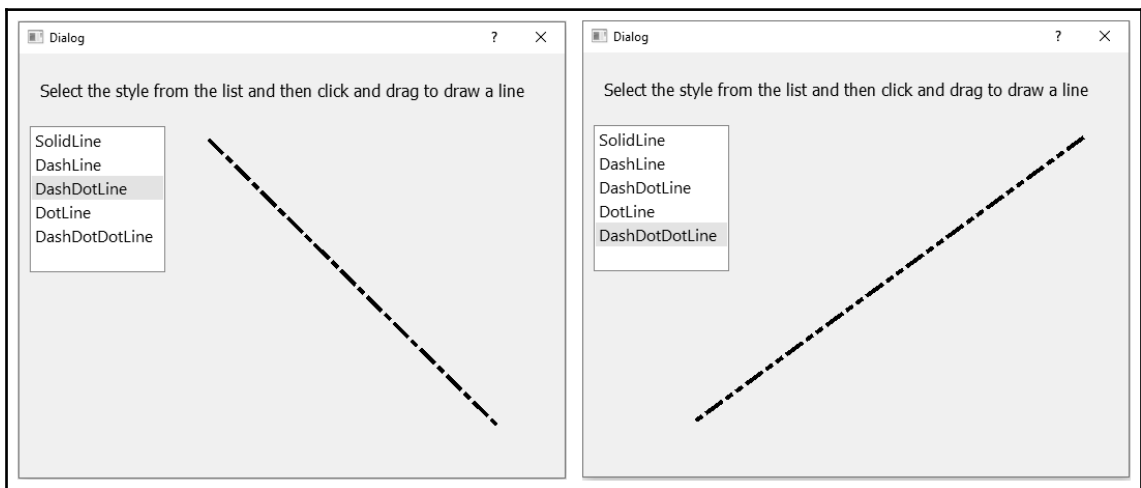 Dialog
?
Select the style from the list and then click and drag to draw a line
SolidLine
DashLine
DashDotLine
DotLine
DashDotDotLine
Dialog
?
Select the style from the list and then click and drag to draw a line
SolidLine
DashLine
DashDotLine
DotLine
DashDotDotLine